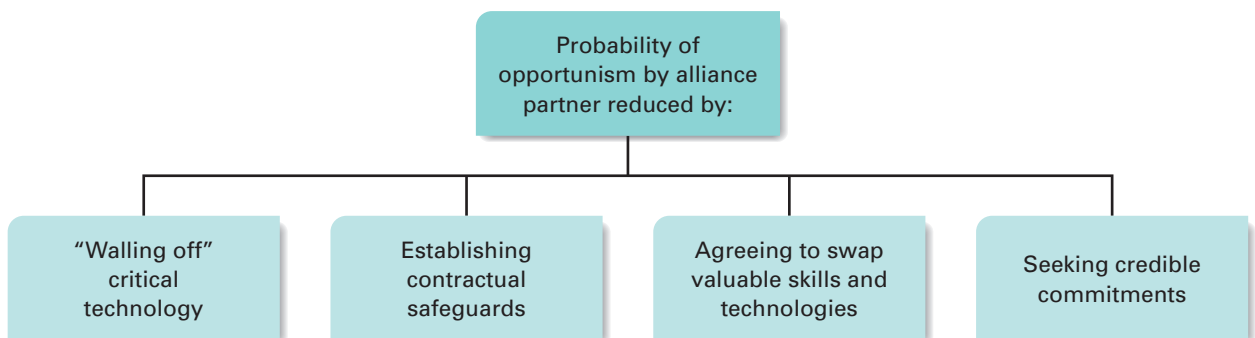 Probability of
opportunism by alliance
partner reduced by:
“Walling off”
critical
technology
Establishing
contractual
safeguards
Agreeing to swap
valuable skills and
technologies
Seeking credible
commitments